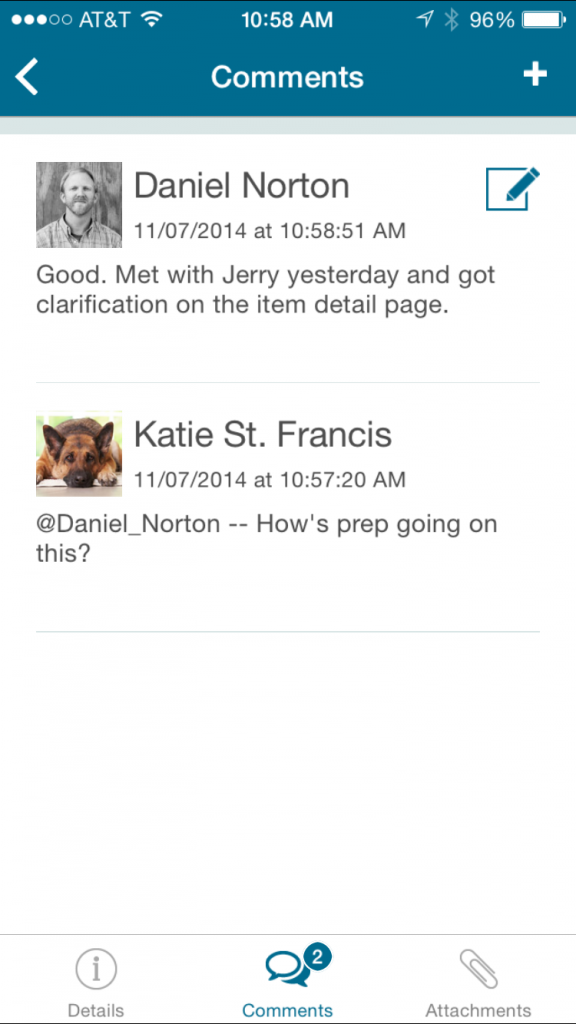 AT&T 10:58 AM 96%
Comments
Daniel Norton
11/07/2014 at 10:58:51 AM
Good. Met with Jerry yesterday and got
clarification on the item detail page.
Katie St. Francis
11/07/2014 at 10:57:20 AM
@Daniel_Norton -- How's prep going on
this?
2
Details Comments Attachments